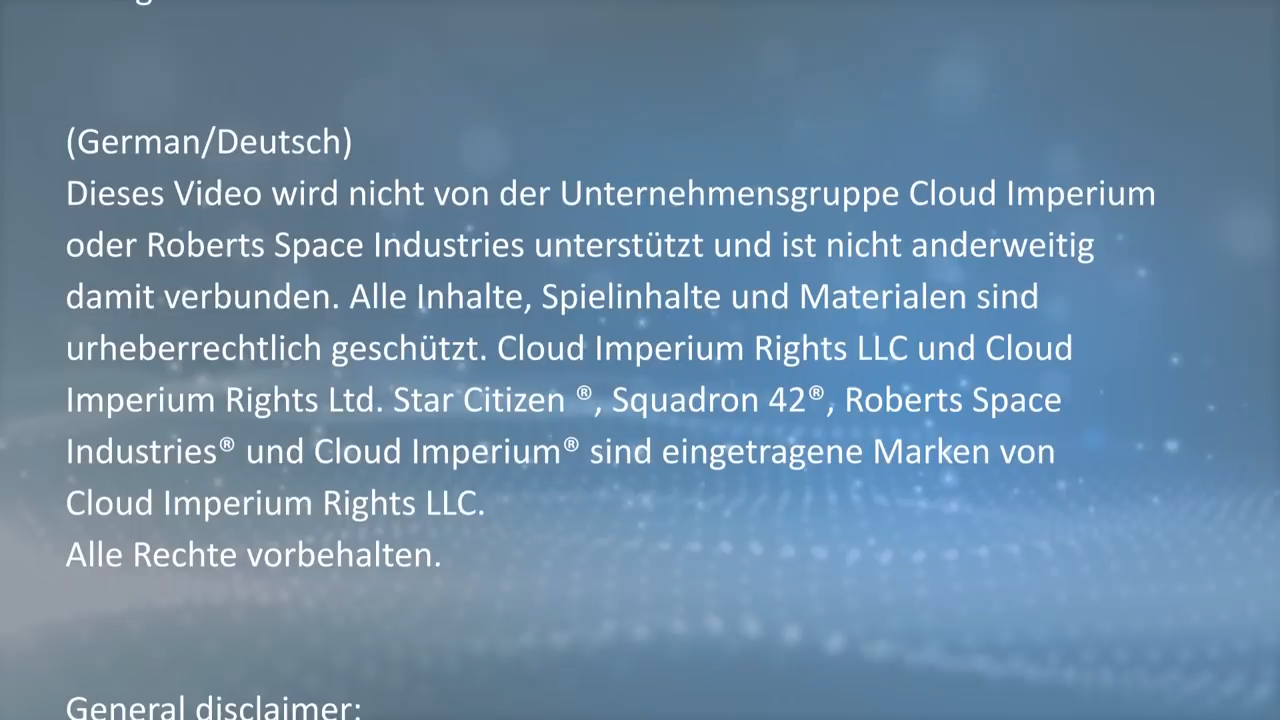 (German/Deutsch)
Dieses Video wird nicht von der Unternehmensgruppe Cloud Imperium
oder Roberts Space Industries unterstützt und ist nicht anderweitig
damit verbunden. Alle Inhalte, Spielinhalte und Materialen sind
urheberrechtlich geschützt. Cloud Imperium Rights LLC und Cloud
Imperium Rights Ltd. Star Citizen ®, Squadron 42®, Roberts Space
Industries® und Cloud Imperium® sind eingetragene Marken von
Cloud Imperium Rights LLC.
Alle Rechte vorbehalten.
General disclaimer: